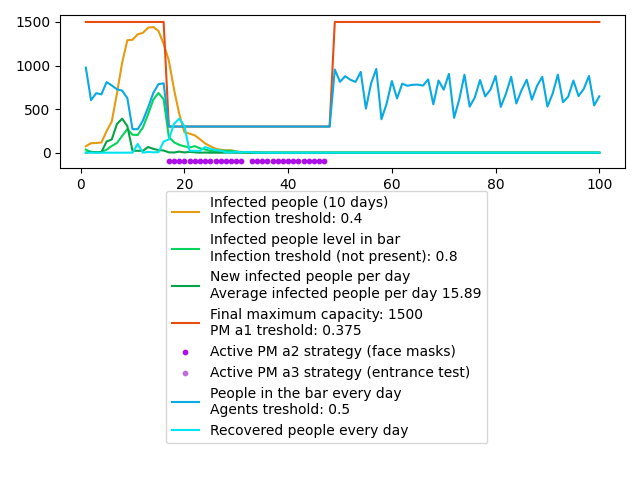 1500
1000
500
0
0 20 40 60 80 100
Infected people (10 days)
Infection treshold: 0.4
Infected people level in bar
Infection treshold (not present): 0.8
New infected people per day
Average infected people per day 15.89
Final maximum capacity: 1500
PM a1 treshold: 0.375
Active PM a2 strategy (face masks)
Active PM a3 strategy (entrance test)
People in the bar every day
Agents treshold: 0.5
Recovered people every day